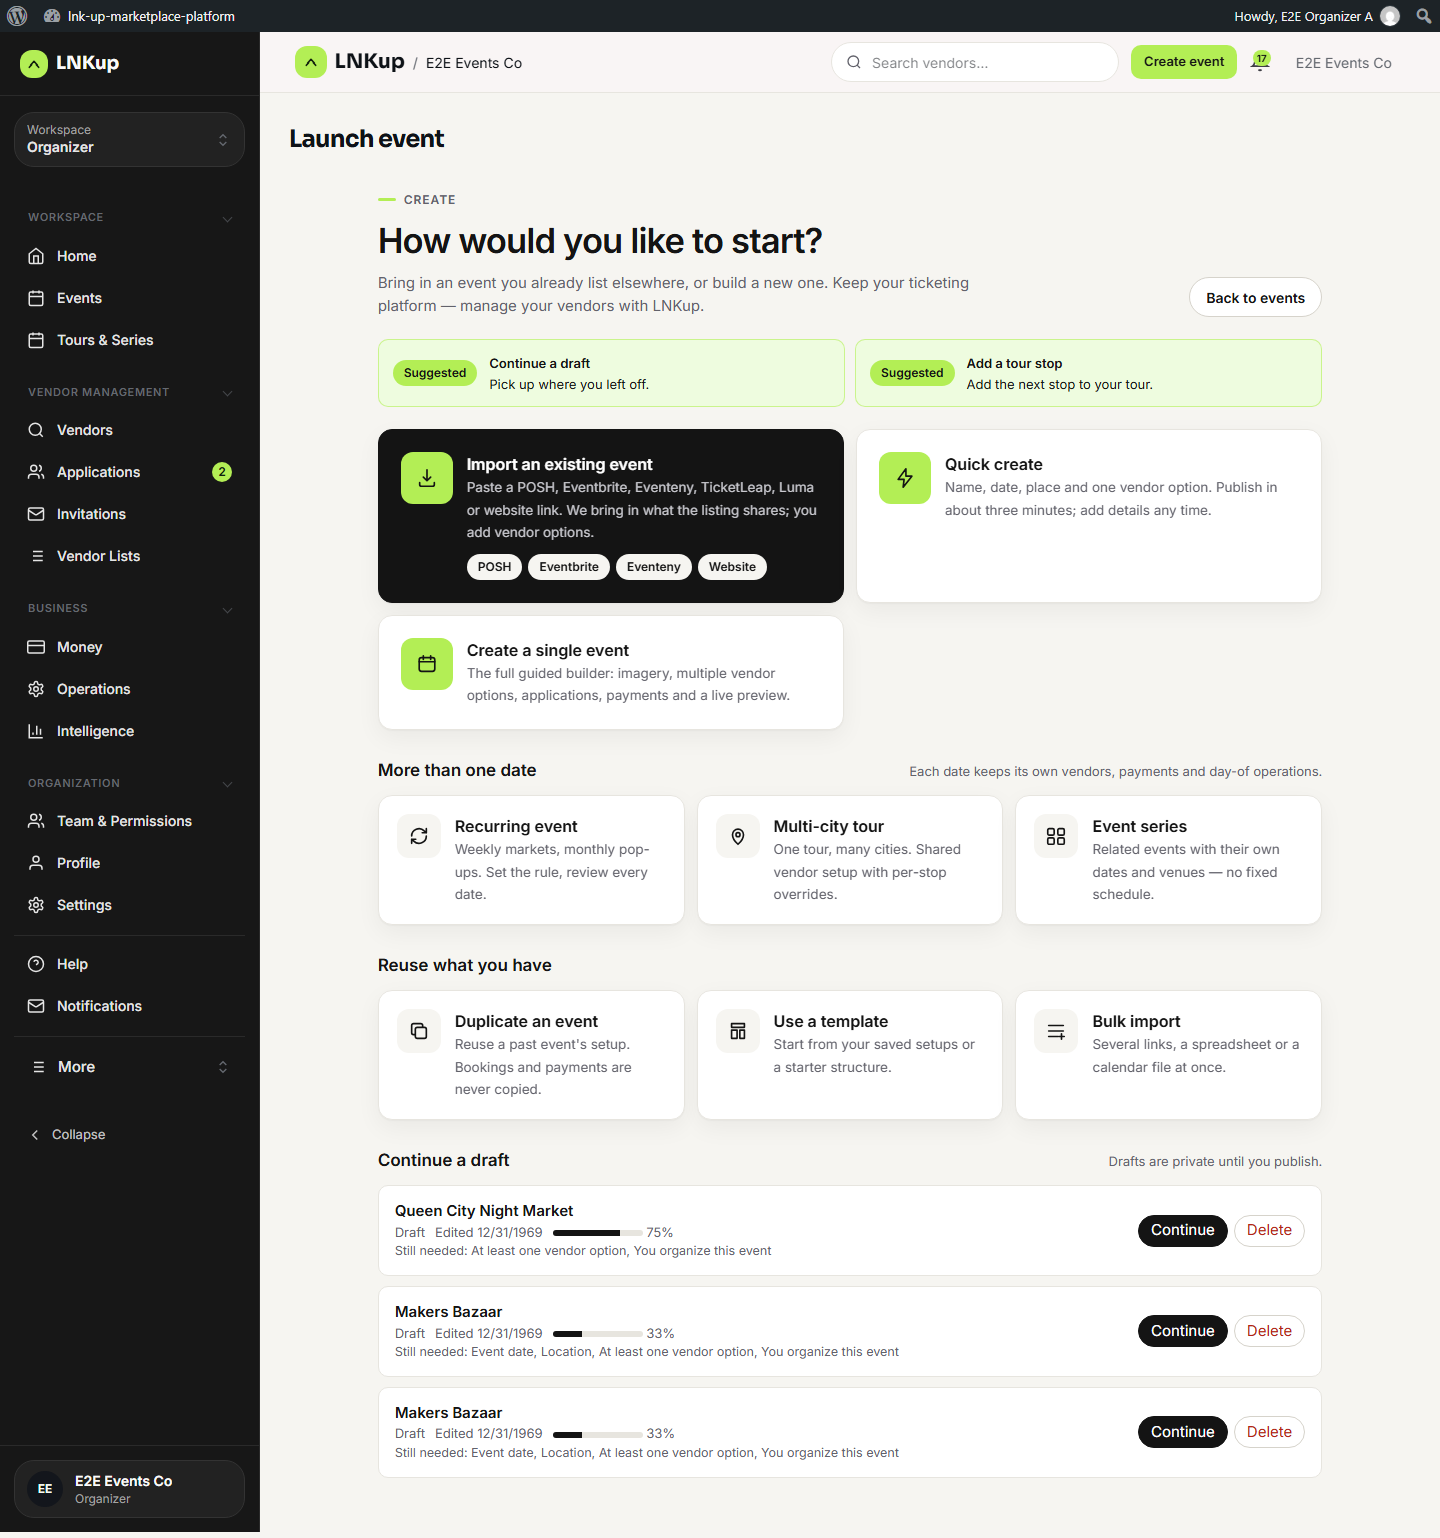 lnk-up-marketplace-platform
Howdy, E2E Organizer A
LNKup
Workspace
Organizer
WORKSPACE
Home
Events
Tours & Series
VENDOR MANAGEMENT
Vendors
Applications
2
Invitations
Vendor Lists
BUSINESS
Money
Operations
Intelligence
ORGANIZATION
Team & Permissions
Profile
Settings
Help
Notifications
More
Collapse
EE
E2E Events Co
Organizer
LNKup / E2E Events Co
Search vendors...
Create event
17
E2E Events Co
Launch event
CREATE
How would you like to start?
Bring in an event you already list elsewhere, or build a new one. Keep your ticketing
platform — manage your vendors with LNKup.
Back to events
Suggested
Continue a draft
Pick up where you left off.
Suggested
Add a tour stop
Add the next stop to your tour.
Import an existing event
Paste a POSH, Eventbrite, Eventeny, TicketLeap, Luma
or website link. We bring in what the listing shares; you
add vendor options.
POSH
Eventbrite
Eventeny
Website
Quick create
Name, date, place and one vendor option. Publish in
about three minutes; add details any time.
Create a single event
The full guided builder: imagery, multiple vendor
options, applications, payments and a live preview.
More than one date
Each date keeps its own vendors, payments and day-of operations.
Recurring event
Weekly markets, monthly pop-
ups. Set the rule, review every
date.
Multi-city tour
One tour, many cities. Shared
vendor setup with per-stop
overrides.
Event series
Related events with their own
dates and venues — no fixed
schedule.
Reuse what you have
Duplicate an event
Reuse a past event's setup.
Bookings and payments are
never copied.
Use a template
Start from your saved setups or
a starter structure.
Bulk import
Several links, a spreadsheet or a
calendar file at once.
Continue a draft
Drafts are private until you publish.
Queen City Night Market
Draft Edited 12/31/1969 75%
Still needed: At least one vendor option, You organize this event
Continue
Delete
Makers Bazaar
Draft Edited 12/31/1969 33%
Still needed: Event date, Location, At least one vendor option, You organize this event
Continue
Delete
Makers Bazaar
Draft Edited 12/31/1969 33%
Still needed: Event date, Location, At least one vendor option, You organize this event
Continue
Delete